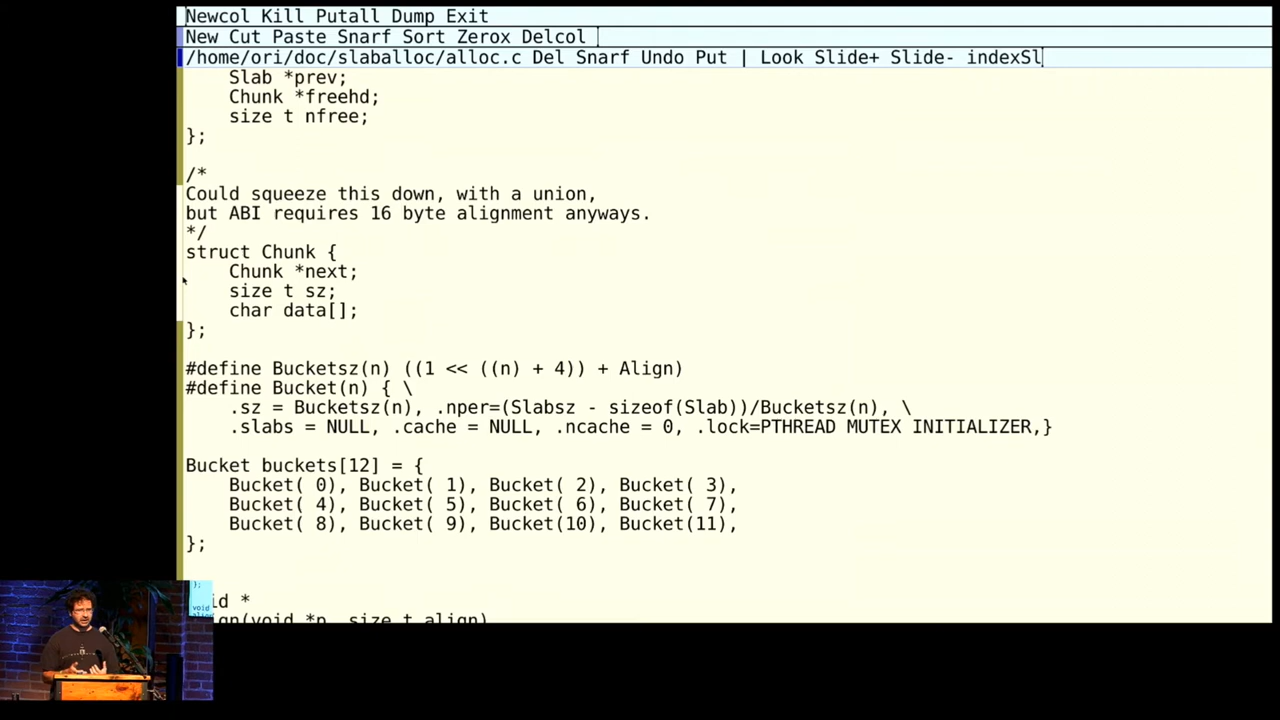 Newcol Kill Putall Dump Exit
New Cut Paste Snarf Sort Zerox Delcol
/home/ori/doc/slaballoc/alloc.c Del Snarf Undo Put | Look Slide+ Slide- indexSl
Slab *prev;
Chunk *freehd;
size t nfree;
};
/*
Could squeeze this down, with a union,
but ABI requires 16 byte alignment anyways.
*/
struct Chunk {
Chunk *next;
size t sz;
char data[];
};
#define Bucketsz(n) ((1 << ((n) + 4)) + Align)
#define Bucket(n) { \
.sz = Bucketsz(n), .nper=(Slabsz - sizeof(Slab))/Bucketsz(n), \
.slabs = NULL, .cache = NULL, .ncache = 0, .lock=PTHREAD MUTEX INITIALIZER,}
Bucket buckets[12] = {
Bucket( 0), Bucket( 1), Bucket( 2), Bucket( 3),
Bucket( 4), Bucket( 5), Bucket( 6), Bucket( 7),
Bucket( 8), Bucket( 9), Bucket(10), Bucket(11),
};
id *
gn(void *p, size t align)
};
void